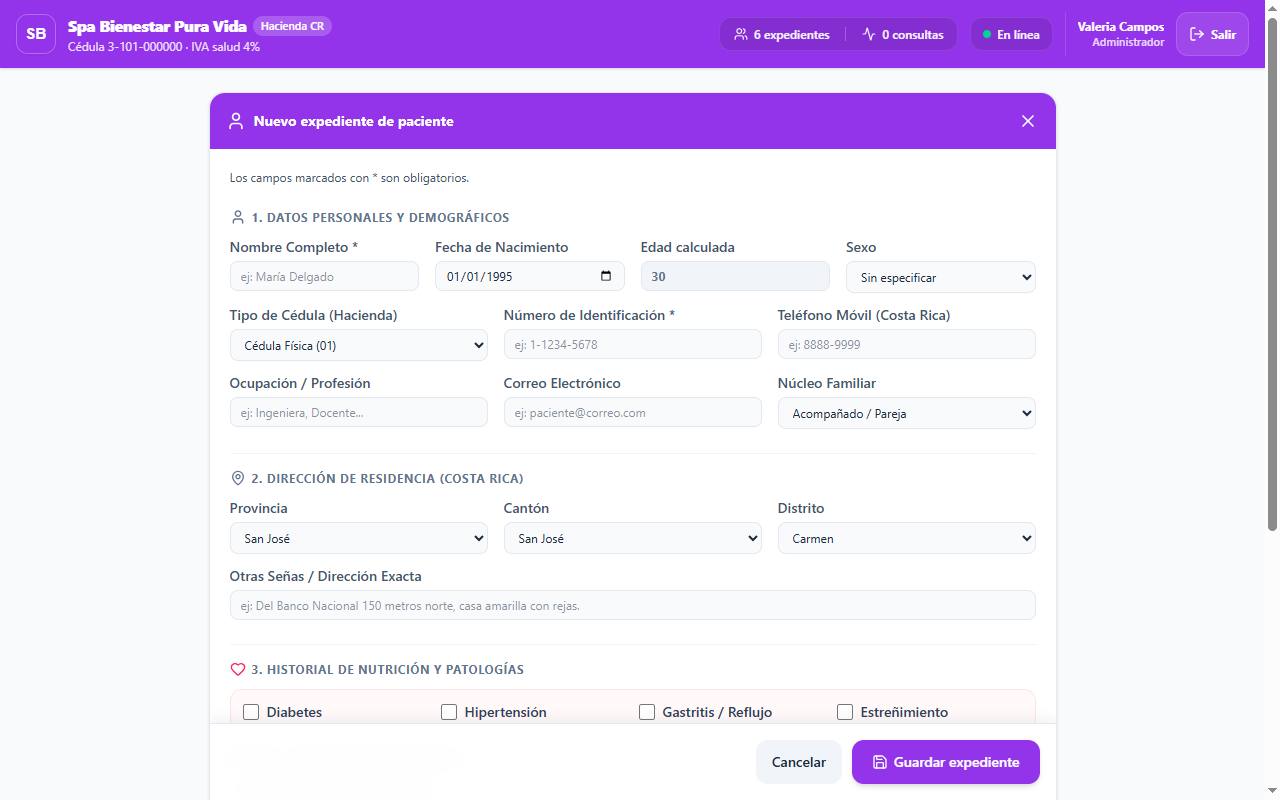 SB
Spa Bienestar Pura Vida Hacienda CR
Cédula 3-101-000000 · IVA salud 4%
6 expedientes
0 consultas
En línea
Valeria Campos
Administrador
Salir
Nuevo expediente de paciente
Los campos marcados con * son obligatorios.
1. DATOS PERSONALES Y DEMOGRÁFICOS
Nombre Completo * Fecha de Nacimiento Edad calculada Sexo
ej: María Delgado 01/01/1995 30 Sin especificar
Tipo de Cédula (Hacienda) Número de Identificación * Teléfono Móvil (Costa Rica)
Cédula Física (01) ej: 1-1234-5678 ej: 8888-9999
Ocupación / Profesión Correo Electrónico Núcleo Familiar
ej: Ingeniera, Docente... ej: paciente@correo.com Acompañado / Pareja
2. DIRECCIÓN DE RESIDENCIA (COSTA RICA)
Provincia Cantón Distrito
San José San José Carmen
Otras Señas / Dirección Exacta
ej: Del Banco Nacional 150 metros norte, casa amarilla con rejas.
3. HISTORIAL DE NUTRICIÓN Y PATOLOGÍAS
Diabetes Hipertensión Gastritis / Reflujo Estreñimiento
Cancelar Guardar expediente